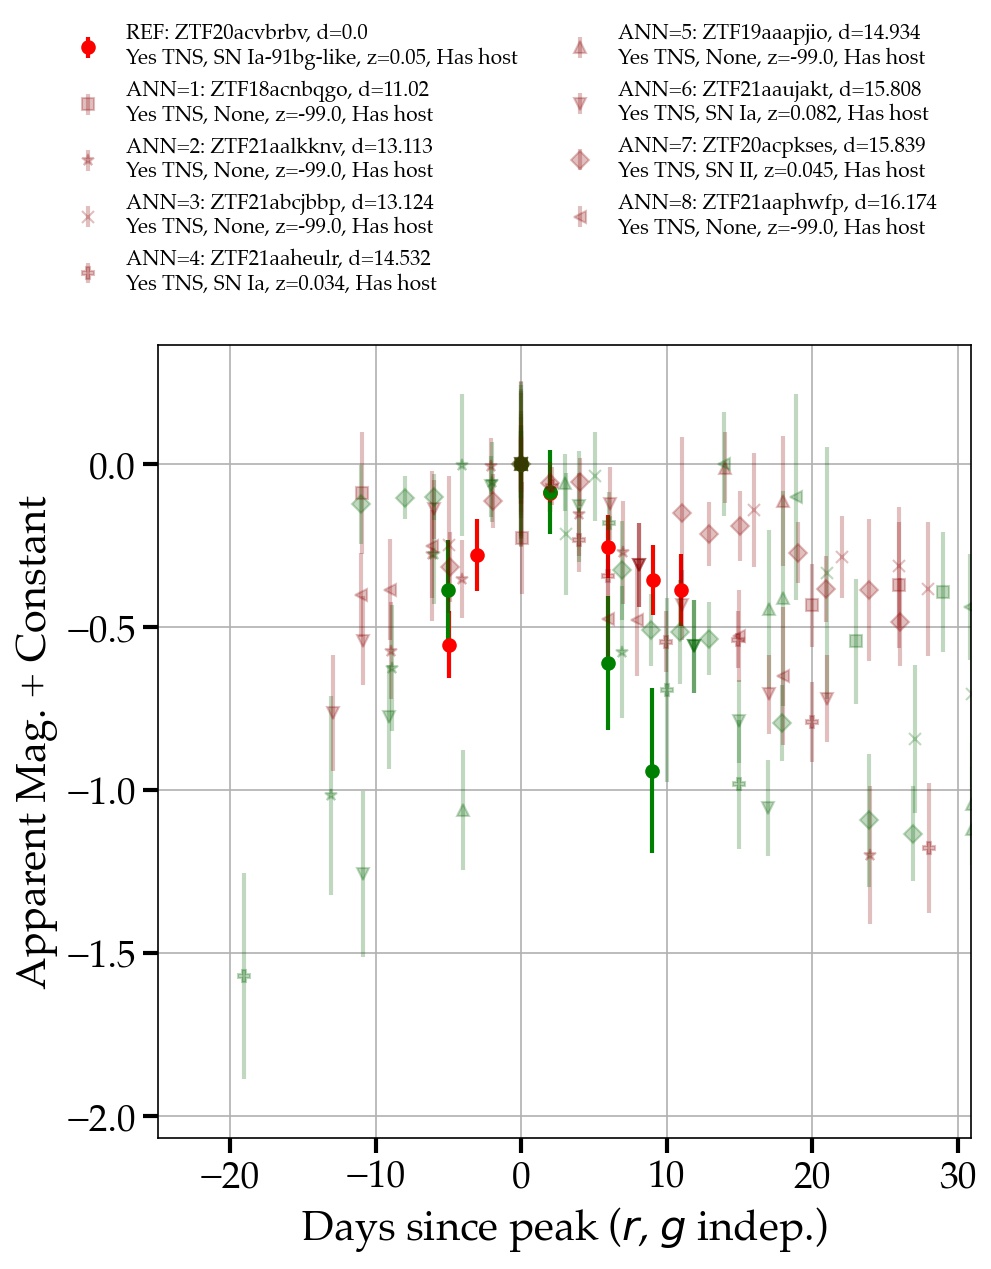 REF: ZTF20acvbrbv, d=0.0
Yes TNS, SN Ia-91bg-like, z=0.05, Has host
ANN=1: ZTF18acnbqgo, d=11.02
Yes TNS, None, z=-99.0, Has host
ANN=2: ZTF21aalkknv, d=13.113
Yes TNS, None, z=-99.0, Has host
ANN=3: ZTF21abcjbbp, d=13.124
Yes TNS, None, z=-99.0, Has host
ANN=4: ZTF21aaheulr, d=14.532
Yes TNS, SN Ia, z=0.034, Has host
ANN=5: ZTF19aaapjio, d=14.934
Yes TNS, None, z=-99.0, Has host
ANN=6: ZTF21aaujakt, d=15.808
Yes TNS, SN Ia, z=0.082, Has host
ANN=7: ZTF20acpkses, d=15.839
Yes TNS, SN II, z=0.045, Has host
ANN=8: ZTF21aaphwfp, d=16.174
Yes TNS, None, z=-99.0, Has host
Apparent Mag. + Constant
0.0
−0.5
−1.0
−1.5
−2.0
−20 −10 0 10 20 30
Days since peak (r, g indep.)